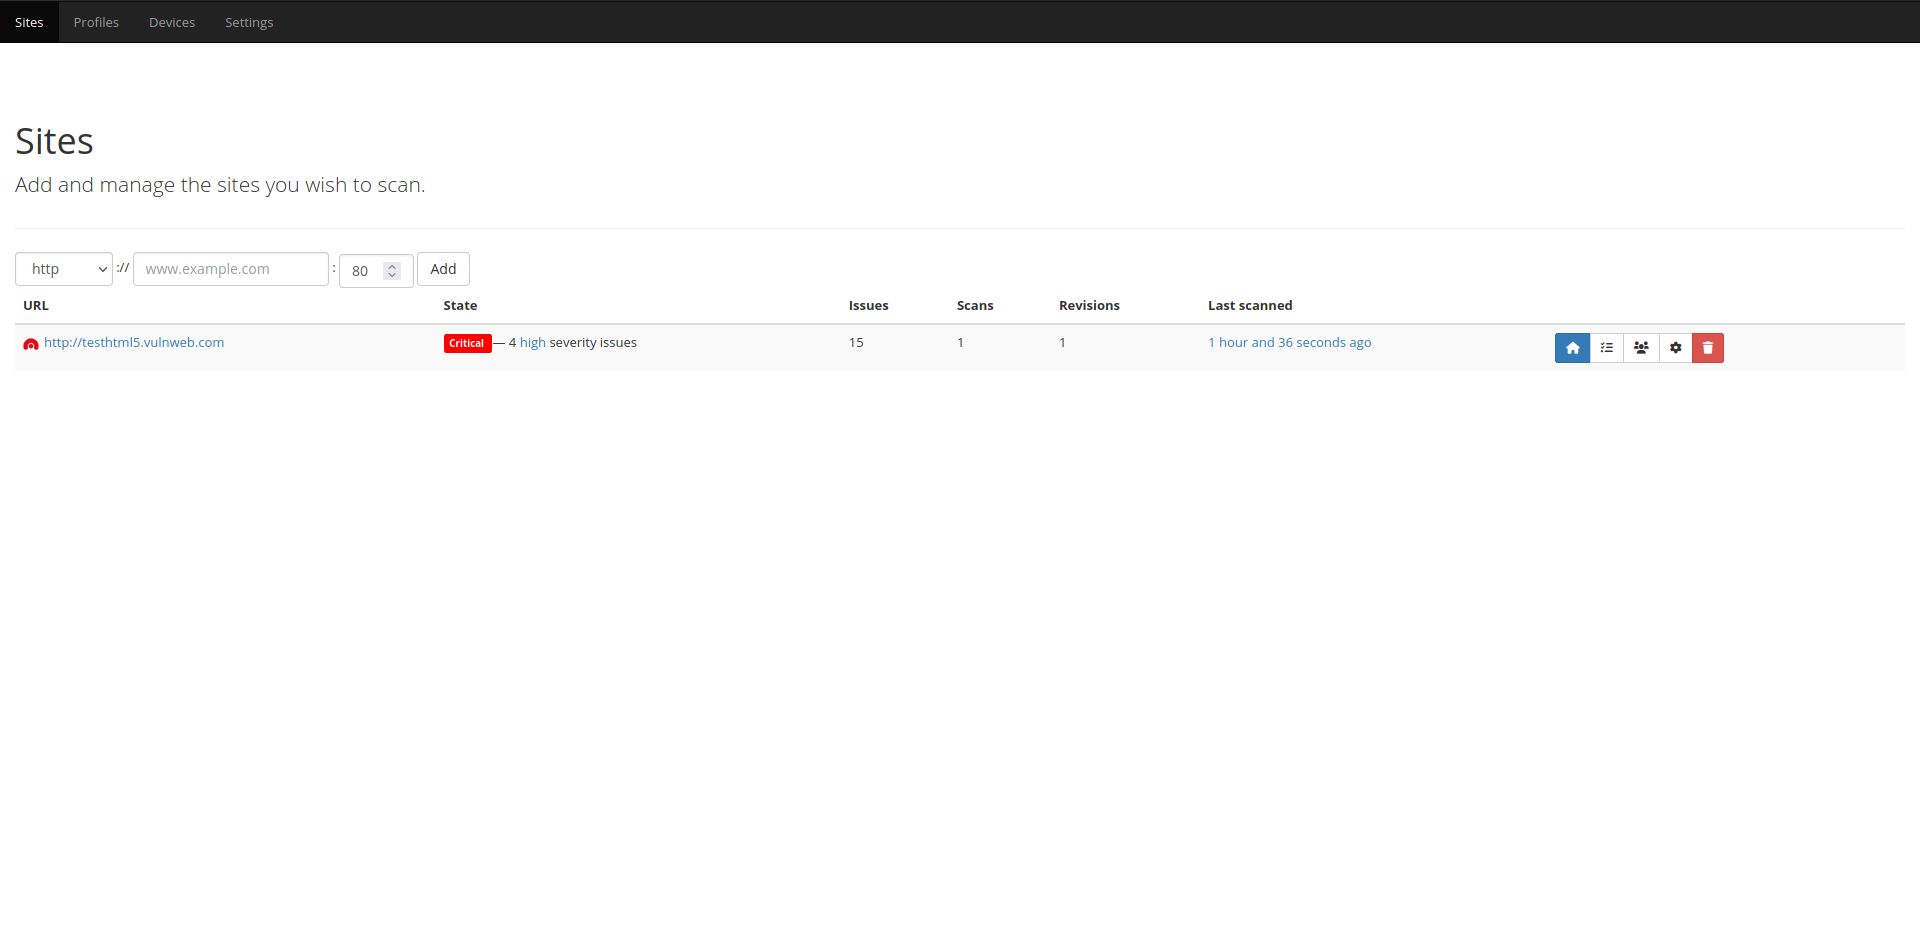 Sites Profiles Devices Settings
Sites
Add and manage the sites you wish to scan.
http :// www.example.com : 80 Add
URL State Issues Scans Revisions Last scanned
http://testhtml5.vulnweb.com Critical — 4 high severity issues 15 1 1 1 hour and 36 seconds ago